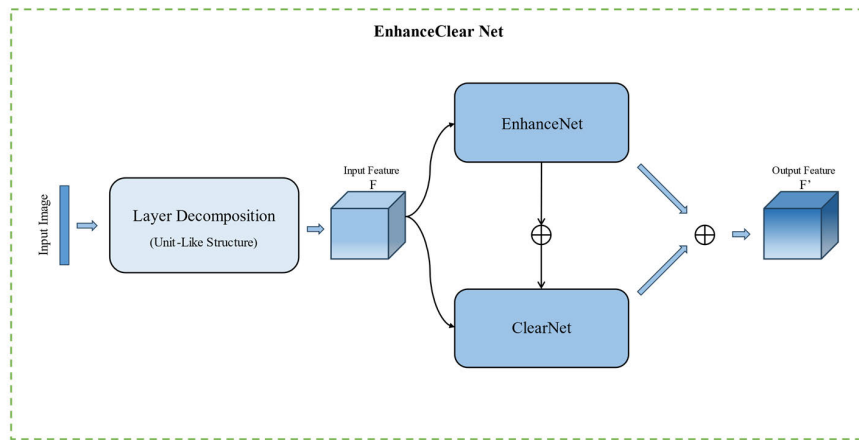 EnhanceClear Net
EnhanceNet
Input Feature
F
Output Feature
F'
Input Image
Layer Decomposition
(Unit-Like Structure)
ClearNet